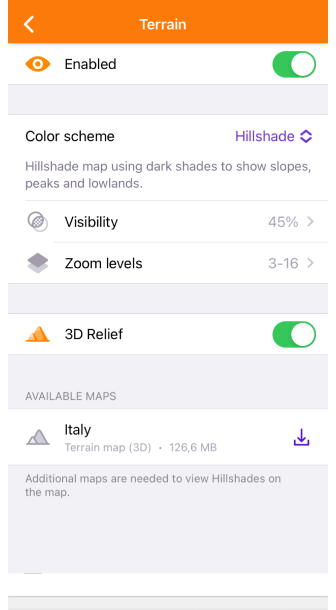 Terrain
Enabled
Color scheme
Hillshade
Hillshade map using dark shades to show slopes,
peaks and lowlands.
Visibility
45%
Zoom levels
3-16
3D Relief
AVAILABLE MAPS
Italy
Terrain map (3D) • 126,6 MB
Additional maps are needed to view Hillshades on
the map.